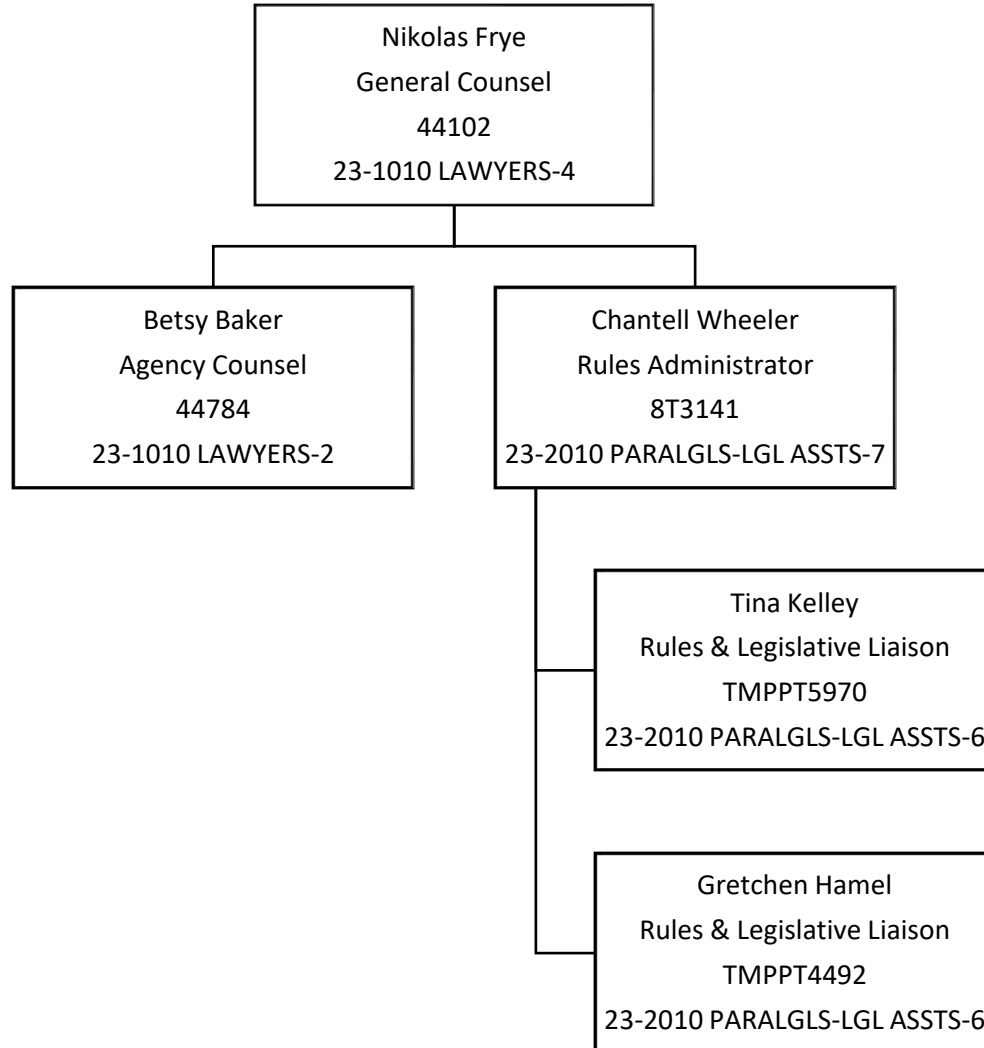 Nikolas Frye
General Counsel
44102
23-1010 LAWYERS-4
Betsy Baker
Agency Counsel
44784
23-1010 LAWYERS-2
Chantell Wheeler
Rules Administrator
8T3141
23-2010 PARALGLS-LGL ASSTS-7
Tina Kelley
Rules & Legislative Liaison
TMPPT5970
23-2010 PARALGLS-LGL ASSTS-6
Gretchen Hamel
Rules & Legislative Liaison
TMPPT4492
23-2010 PARALGLS-LGL ASSTS-6